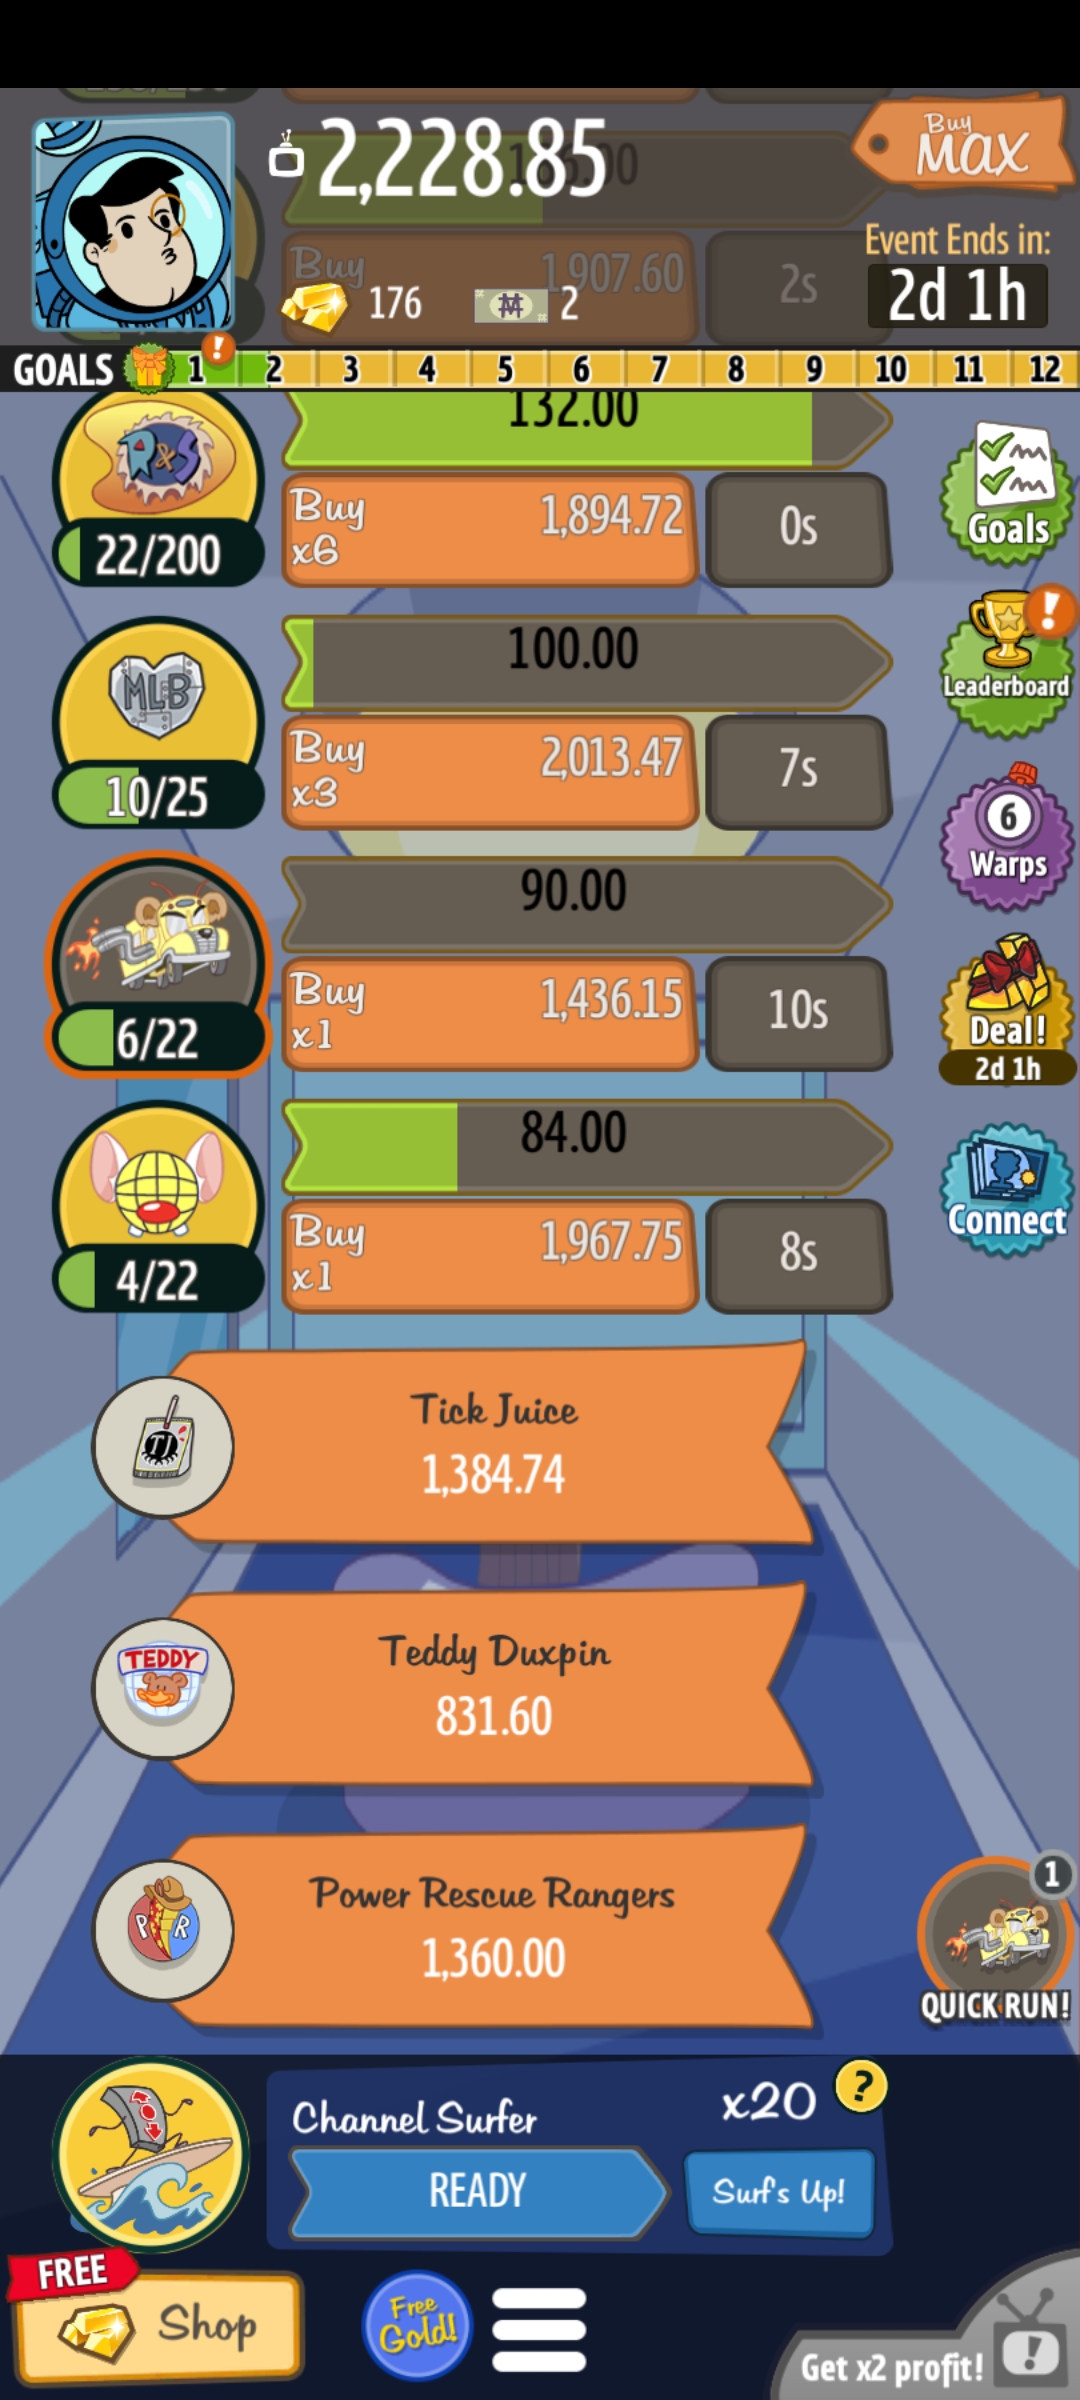 2,228.85
Buy
MAX
Buy
1,907.60
2s
176
2
Event Ends in:
2d 1h
GOALS 1 ! 2 3 4 5 6 7 8 9 10 11 12
132.00
R&S
22/200
Buy
x6
1,894.72
0s
Goals
MLB
10/25
100.00
Buy
x3
2,013.47
7s
!
Leaderboard
6
Warps
6/22
90.00
Buy
x1
1,436.15
10s
Deal!
2d 1h
4/22
84.00
Buy
x1
1,967.75
8s
Connect
TJ
Tick Juice
1,384.74
TEDDY
Teddy Duxpin
831.60
P R
Power Rescue Rangers
1,360.00
1
QUICK RUN!
Channel Surfer
x20
?
READY
Surf's Up!
FREE
Shop
Free
Gold!
Get x2 profit!
!